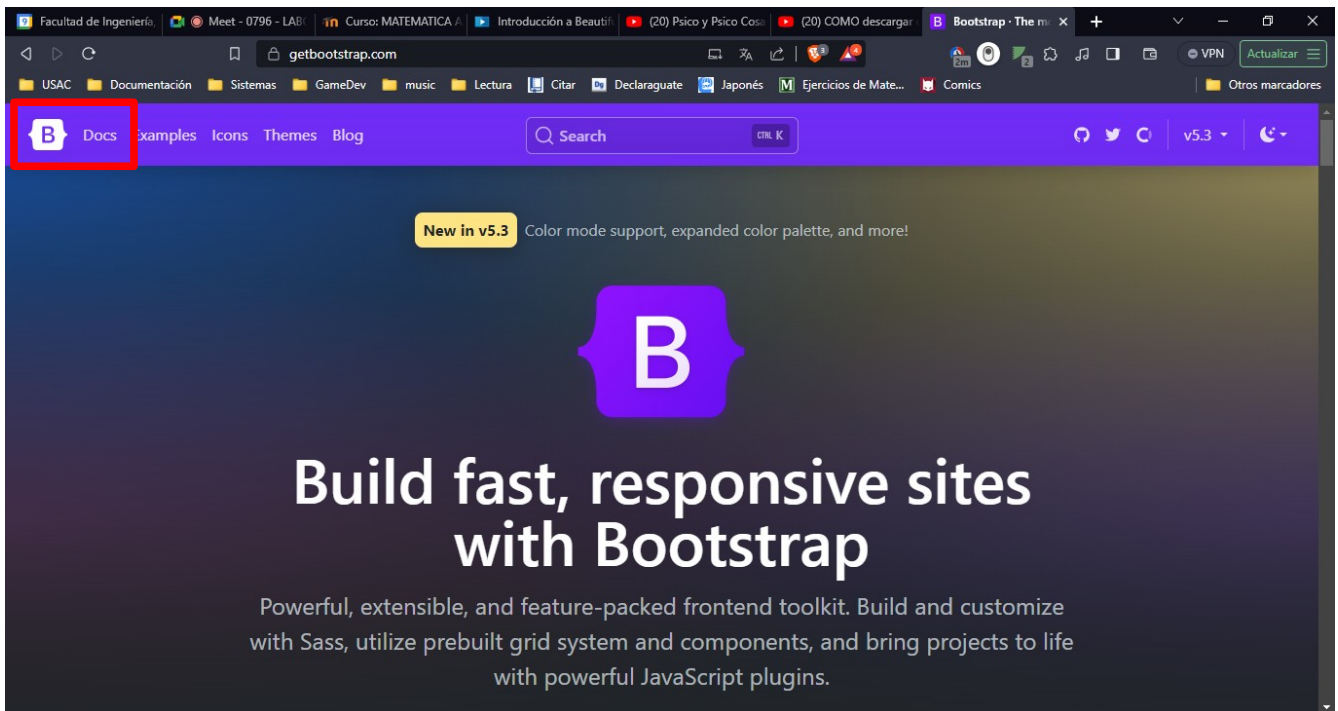 Facultad de Ingeniería,
Meet - 0796 - LAB
Curso: MATEMATICA A
Introducción a Beautif
(20) Psico y Psico Cosa
(20) COMO descargar
Bootstrap · The m
getbootstrap.com
2m
2
VPN
Actualizar
USAC Documentación Sistemas GameDev music Lectura Citar Declaraguate Japonés Ejercicios de Mate... Comics Otros marcadores
B Docs Examples Icons Themes Blog Search CTRL K v5.3
New in v5.3 Color mode support, expanded color palette, and more!
B
Build fast, responsive sites
with Bootstrap
Powerful, extensible, and feature-packed frontend toolkit. Build and customize
with Sass, utilize prebuilt grid system and components, and bring projects to life
with powerful JavaScript plugins.